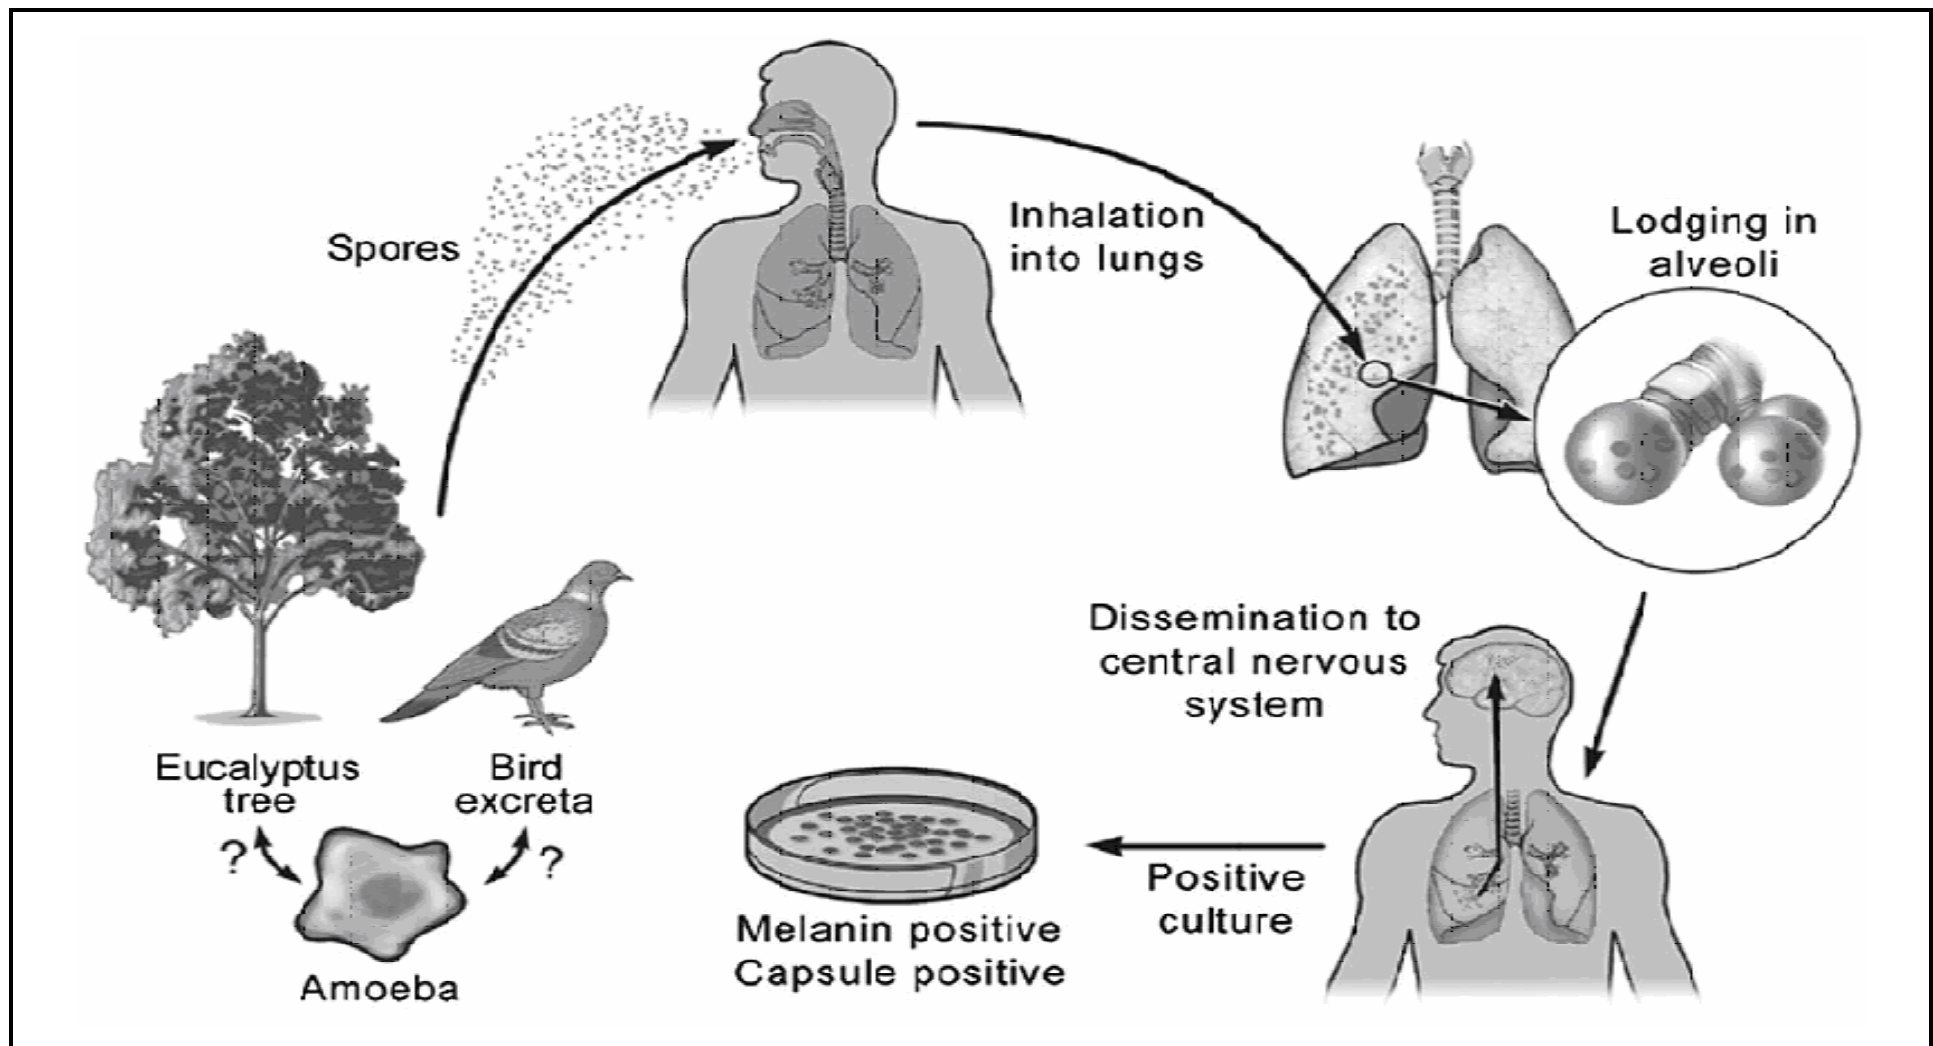 Spores
Inhalation
into lungs
Lodging in
alveoli
Dissemination to
central nervous
system
Positive
culture
Melanin positive
Capsule positive
Eucalyptus
tree
Bird
excreta
?
?
Amoeba